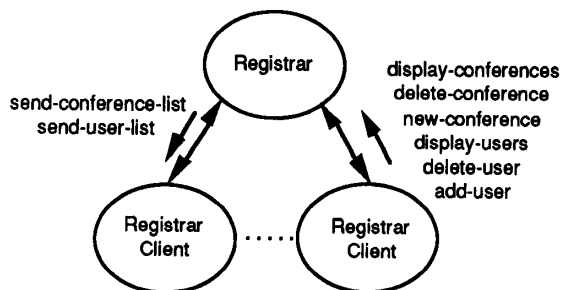 Registrar
send-conference-list
send-user-list
display-conferences
delete-conference
new-conference
display-users
delete-user
add-user
Registrar
Client
Registrar
Client